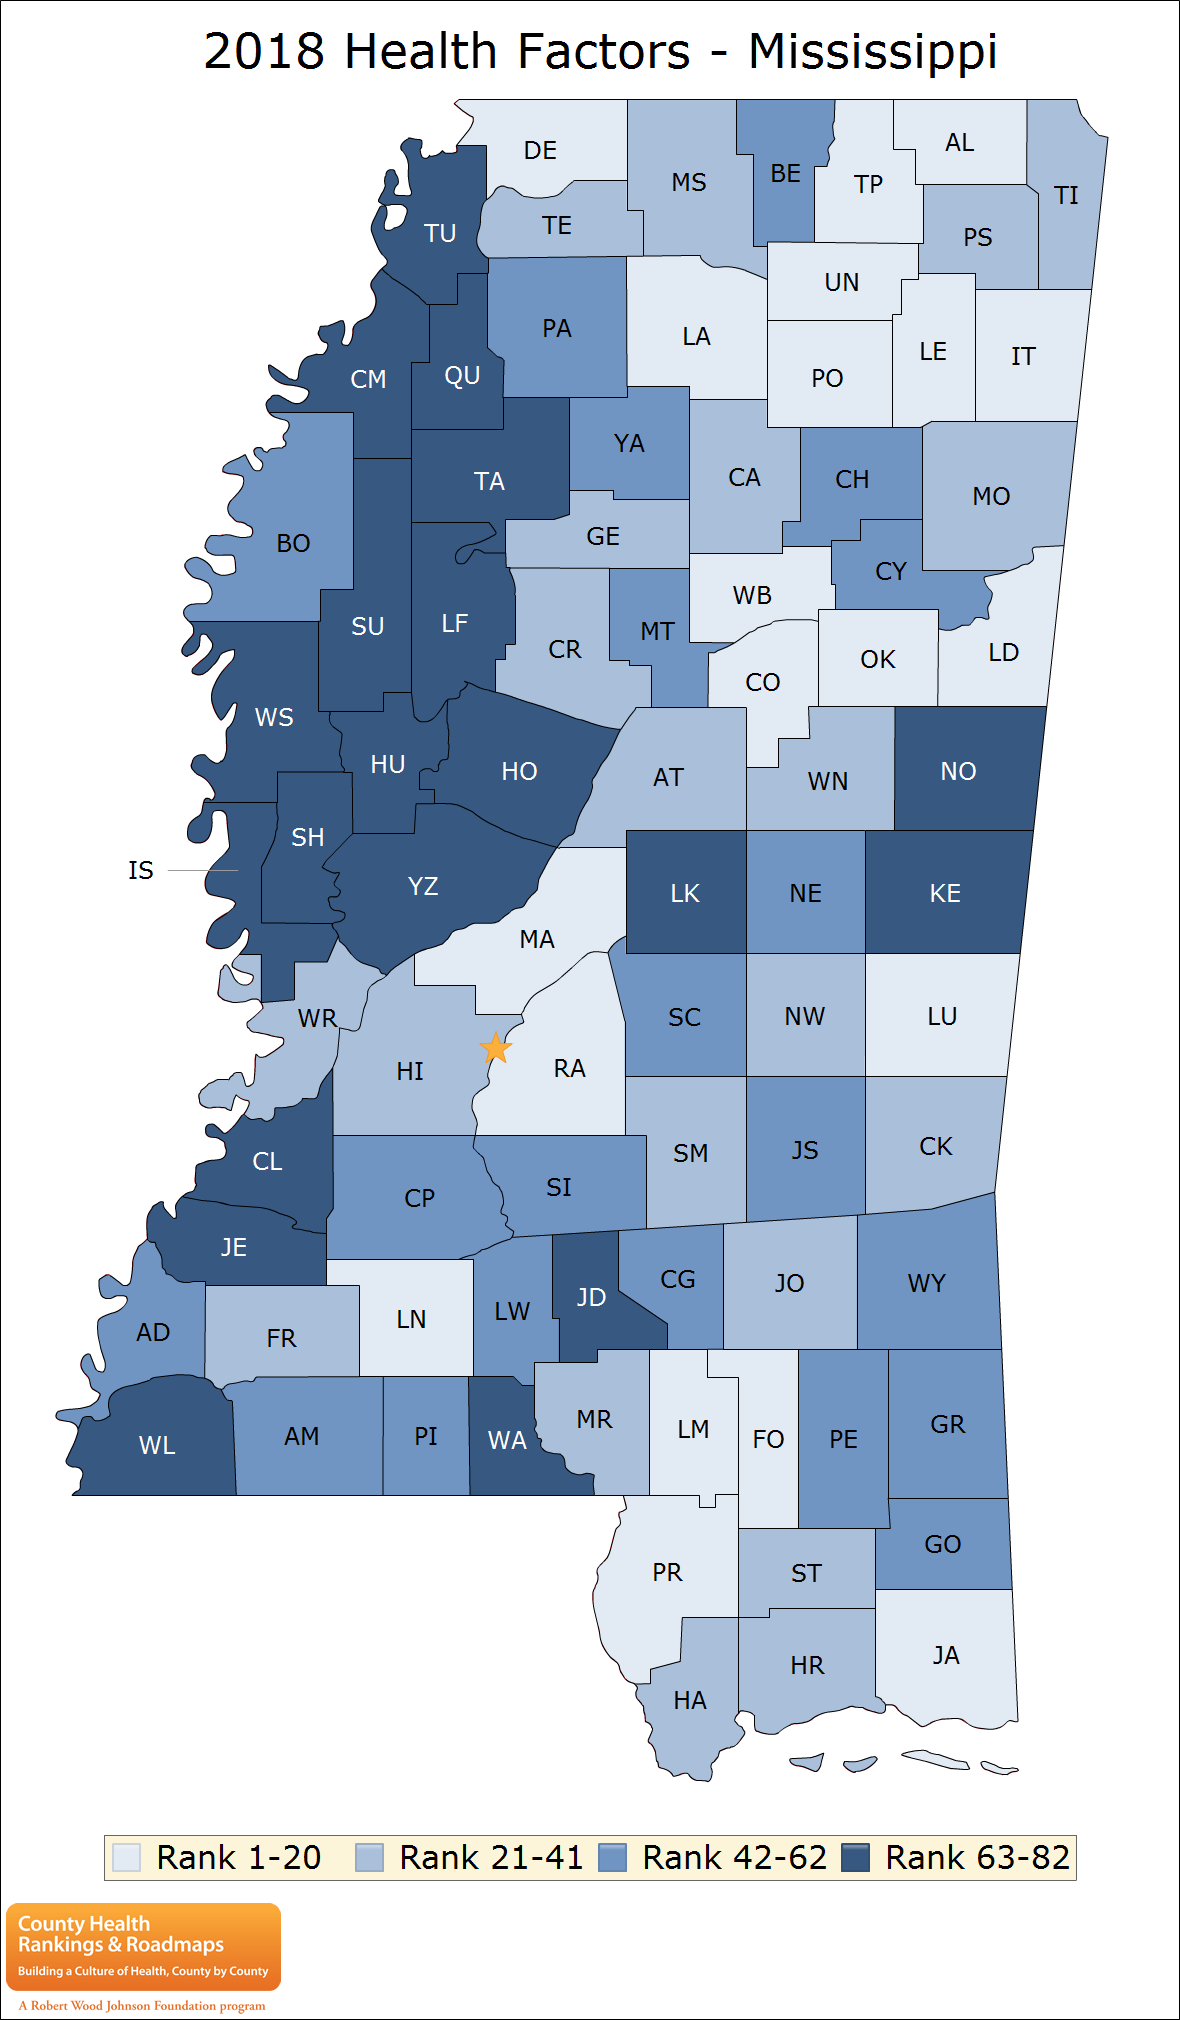 2018 Health Factors - Mississippi
DE
MS
BE
TP
AL
TI
TU
TE
PS
UN
PA
LA
LE
IT
CM
QU
PO
TA
YA
CA
CH
MO
BO
GE
CY
WB
SU
LF
MT
CR
OK
LD
CO
WS
HU
HO
AT
WN
NO
SH
IS
YZ
LK
NE
KE
MA
WR
SC
NW
LU
HI
RA
CL
CP
SI
SM
JS
CK
JE
JD
CG
JO
WY
AD
FR
LN
LW
WL
AM
PI
WA
MR
LM
FO
PE
GR
PR
ST
GO
HA
HR
JA
Rank 1-20 Rank 21-41 Rank 42-62 Rank 63-82
County Health
Rankings & Roadmaps
Building a Culture of Health, County by County
A Robert Wood Johnson Foundation program